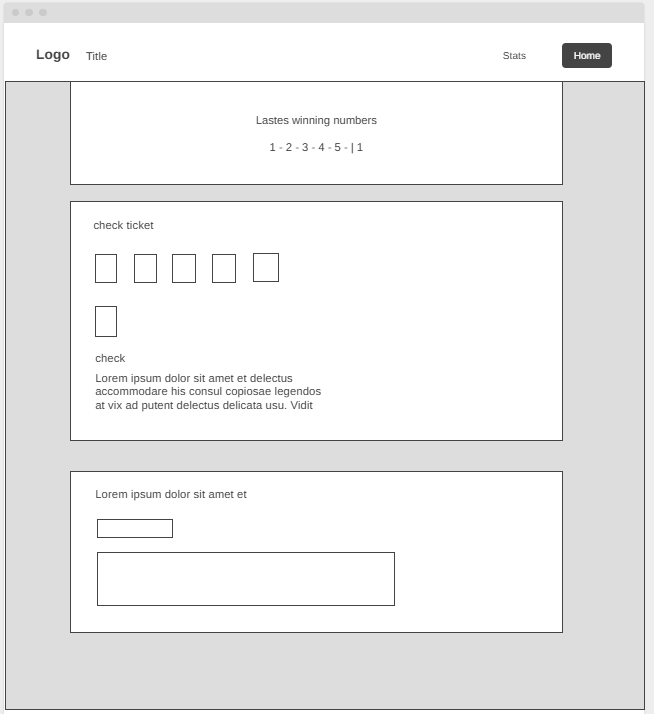 Logo Title Stats Home
Lastes winning numbers
1 - 2 - 3 - 4 - 5 - | 1
check ticket
check
Lorem ipsum dolor sit amet et delectus
accommodare his consul copiosae legendos
at vix ad putent delectus delicata usu. Vidit
Lorem ipsum dolor sit amet et